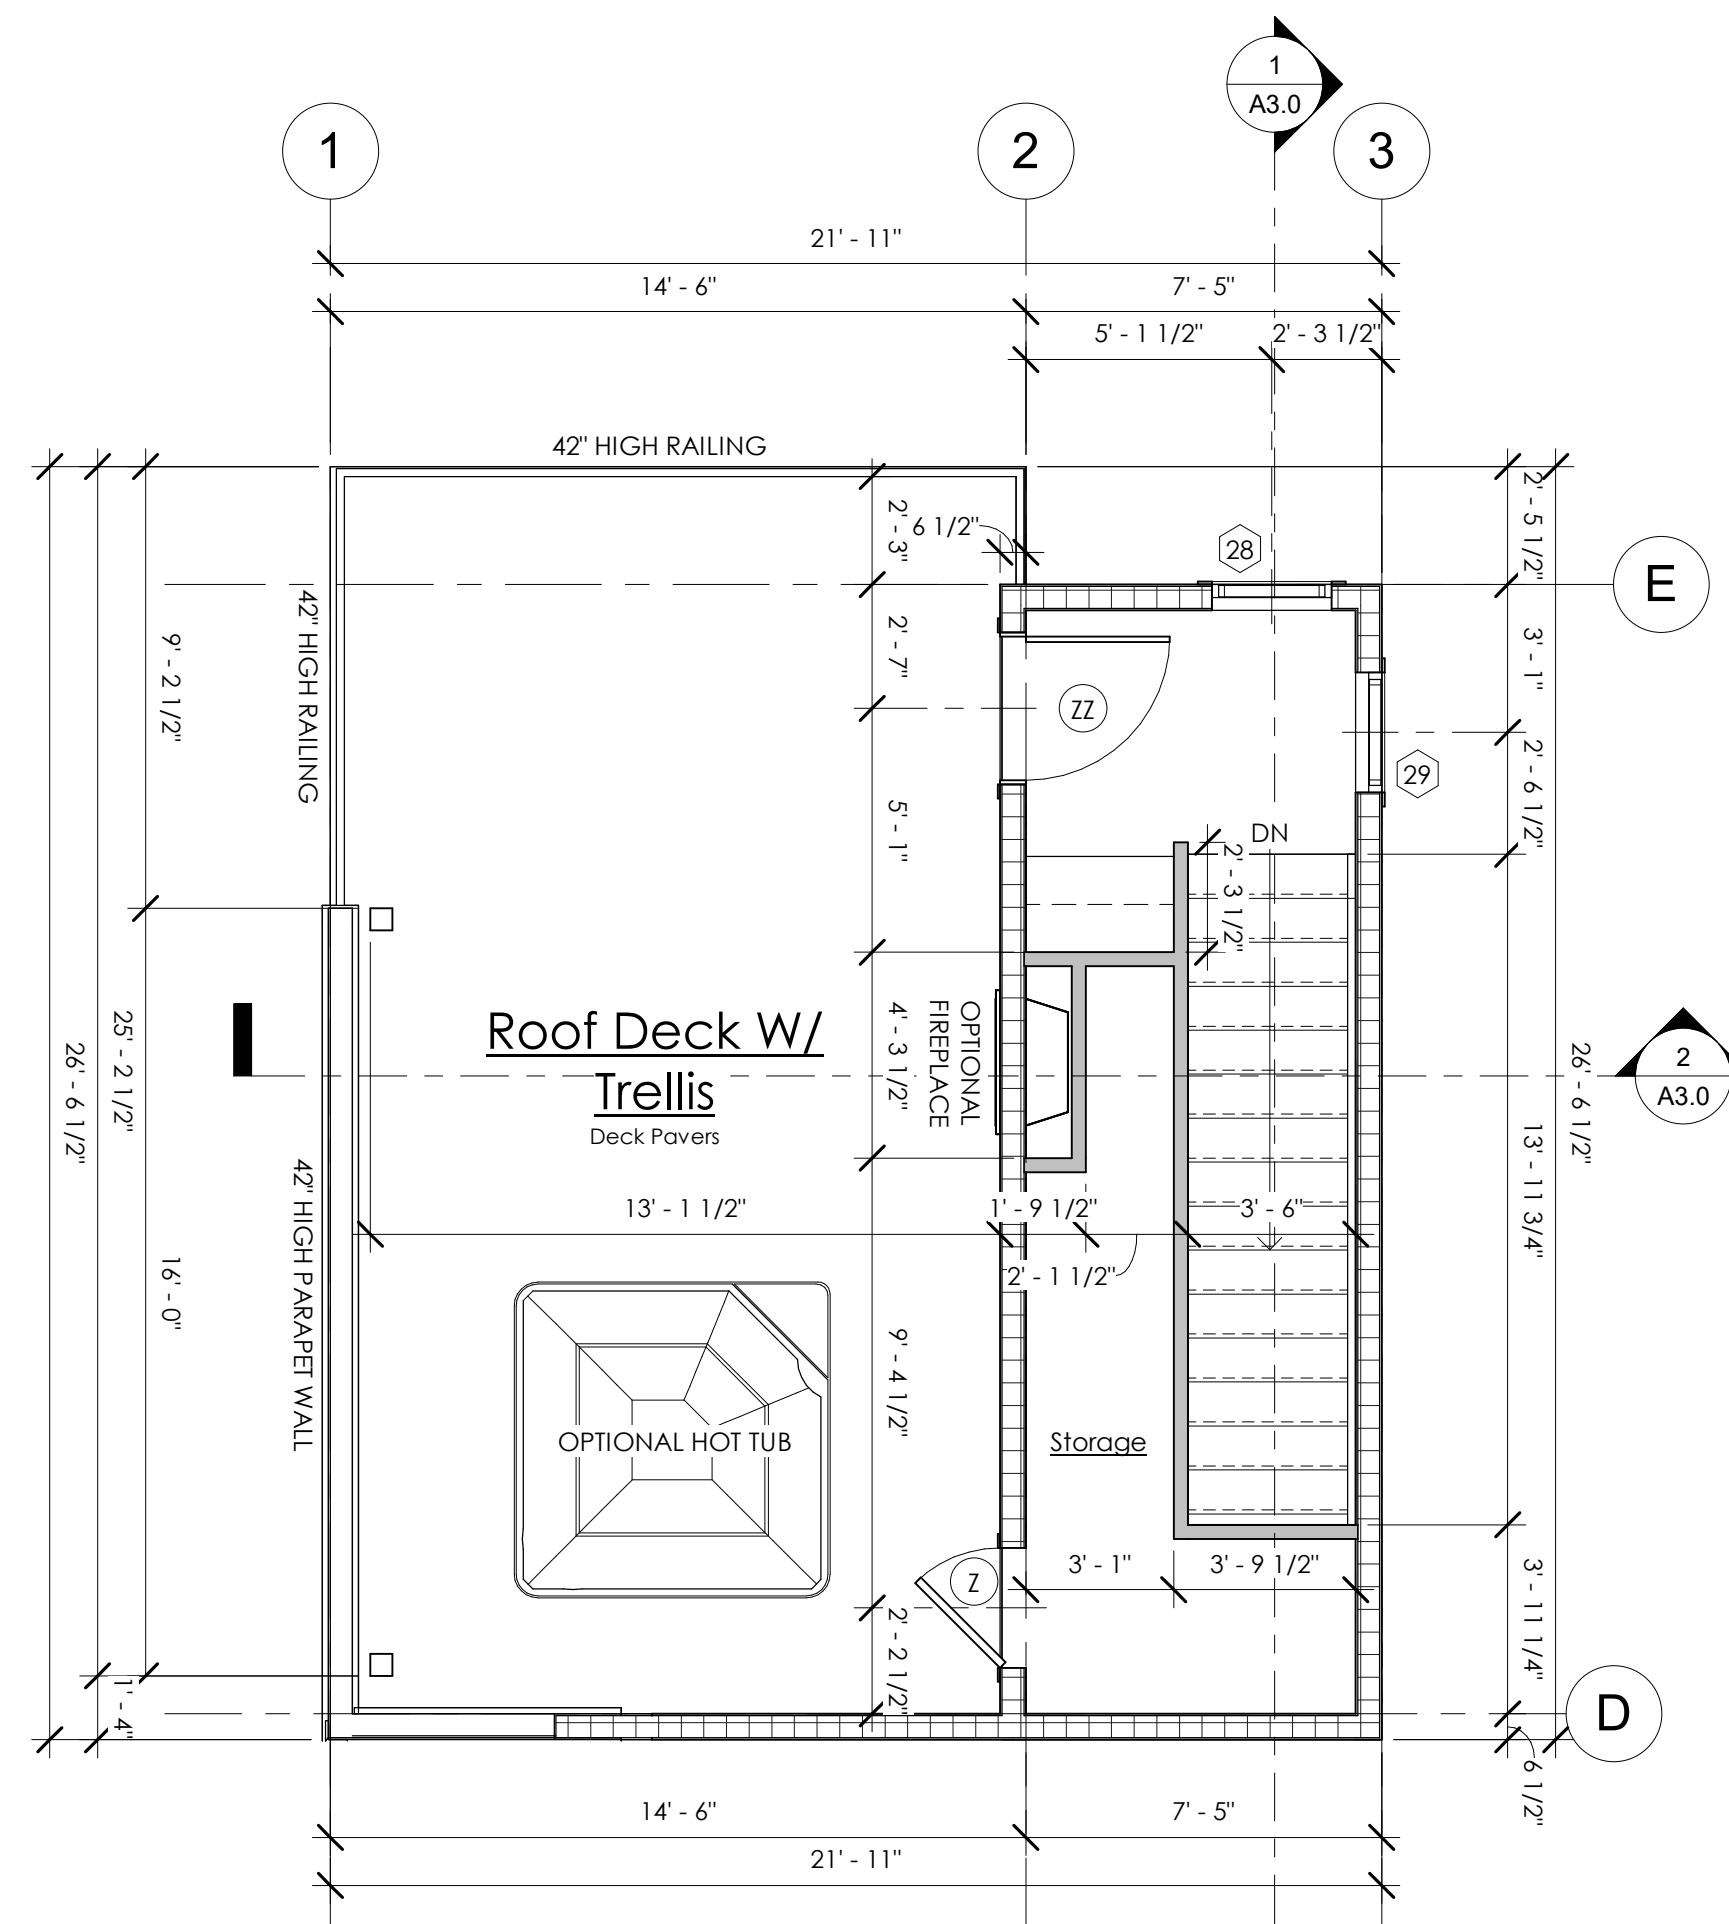 1
A3.0
1
2
3
21' - 11"
14' - 6"
7' - 5"
5' - 1 1/2"
2' - 3 1/2"
42" HIGH RAILING
2' - 3"
6 1/2"
28
2' - 5 1/2"
E
42" HIGH RAILING
9' - 2 1/2"
2' - 7"
ZZ
3' - 1"
29
2' - 6 1/2"
5' - 1"
DN
2' - 3 1/2"
Roof Deck W/
Trellis
Deck Pavers
4' - 3 1/2"
OPTIONAL
FIREPLACE
26' - 6 1/2"
25' - 2 1/2"
26' - 6 1/2"
2
A3.0
13' - 11 3/4"
42" HIGH PARAPET WALL
16' - 0"
13' - 1 1/2"
1' - 9 1/2"
3' - 6"
2' - 1 1/2"
9' - 4 1/2"
OPTIONAL HOT TUB
Storage
Z
3' - 1"
3' - 9 1/2"
2' - 2 1/2"
3' - 11 1/4"
1' - 4"
D
6 1/2"
14' - 6"
7' - 5"
21' - 11"